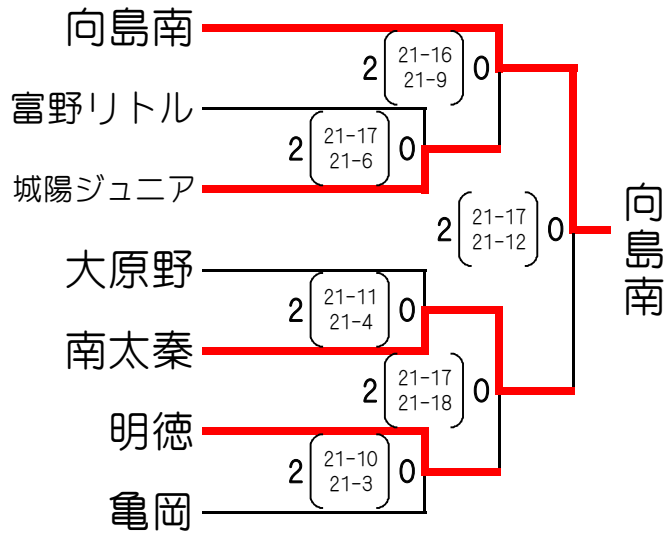 向島南
2 21-16 0
21-9
富野リトル
2 21-17 0
21-6
城陽ジュニア
2 21-17 0
21-12
向島南
大原野
2 21-11 0
21-4
南太秦
2 21-17 0
21-18
明徳
2 21-10 0
21-3
亀岡